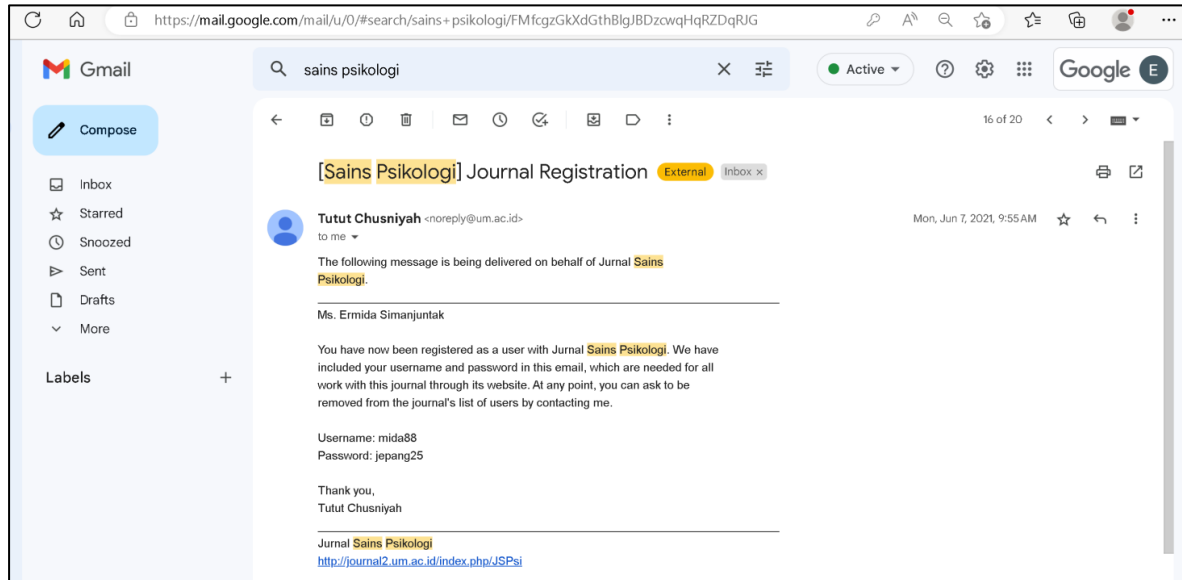 https://mail.google.com/mail/u/0/#search/sains+psikologi/FMfcgzGkXdGthBlgJBDzcwqHqRZDqRJG
Gmail
sains psikologi
Active
Google E
Compose
16 of 20
[Sains Psikologi] Journal Registration External Inbox ×
Inbox
Starred
Snoozed
Sent
Drafts
More
Labels
Tutut Chusniyah <noreply@um.ac.id>
Mon, Jun 7, 2021, 9:55 AM
to me
The following message is being delivered on behalf of Jurnal Sains
Psikologi.
Ms. Ermida Simanjuntak
You have now been registered as a user with Jurnal Sains Psikologi. We have
included your username and password in this email, which are needed for all
work with this journal through its website. At any point, you can ask to be
removed from the journal's list of users by contacting me.
Username: mida88
Password: jepang25
Thank you,
Tutut Chusniyah
Jurnal Sains Psikologi
http://journal2.um.ac.id/index.php/JSPsi